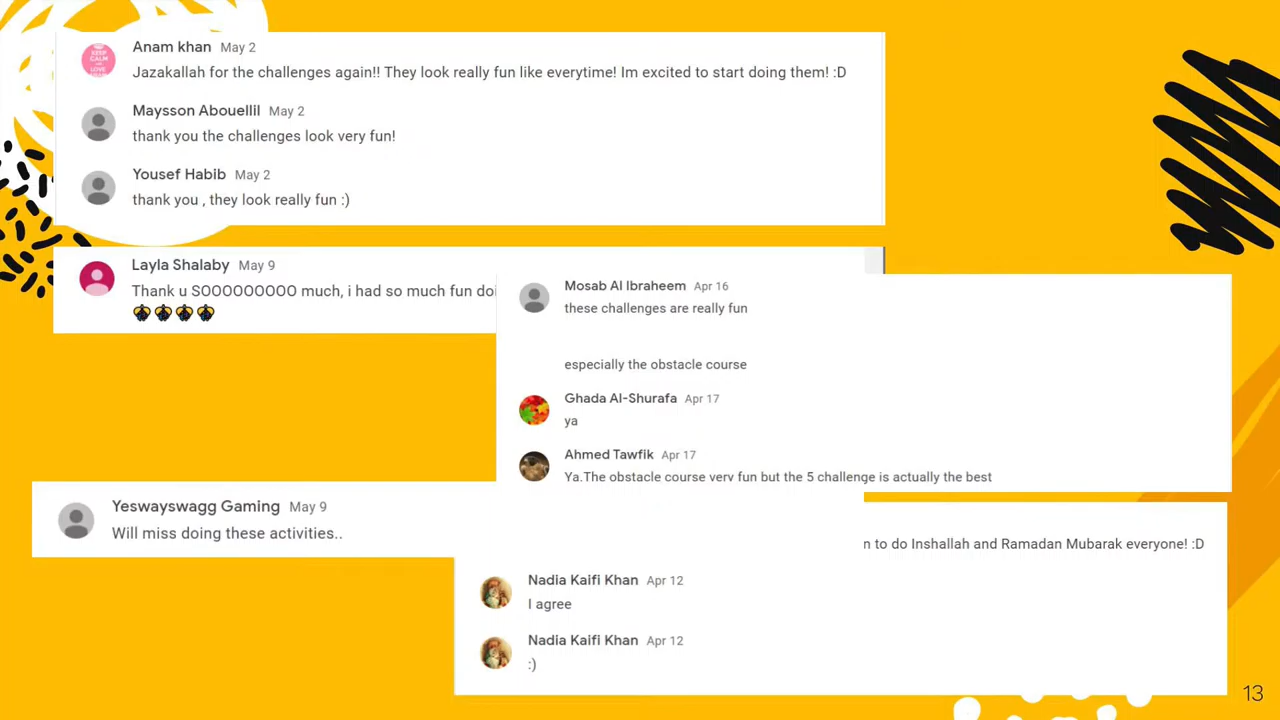 Anam khan May 2
Jazakallah for the challenges again!! They look really fun like everytime! Im excited to start doing them! :D
Maysson Abouellil May 2
thank you the challenges look very fun!
Yousef Habib May 2
thank you , they look really fun :)
Layla Shalaby May 9
Thank u SOOOOOOOOO much, i had so much fun doi
Mosab Al Ibraheem Apr 16
these challenges are really fun
especially the obstacle course
Ghada Al-Shurafa Apr 17
ya
Ahmed Tawfik Apr 17
Ya.The obstacle course very fun but the 5 challenge is actually the best
Yeswayswagg Gaming May 9
Will miss doing these activities..
n to do Inshallah and Ramadan Mubarak everyone! :D
Nadia Kaifi Khan Apr 12
I agree
Nadia Kaifi Khan Apr 12
:)
13